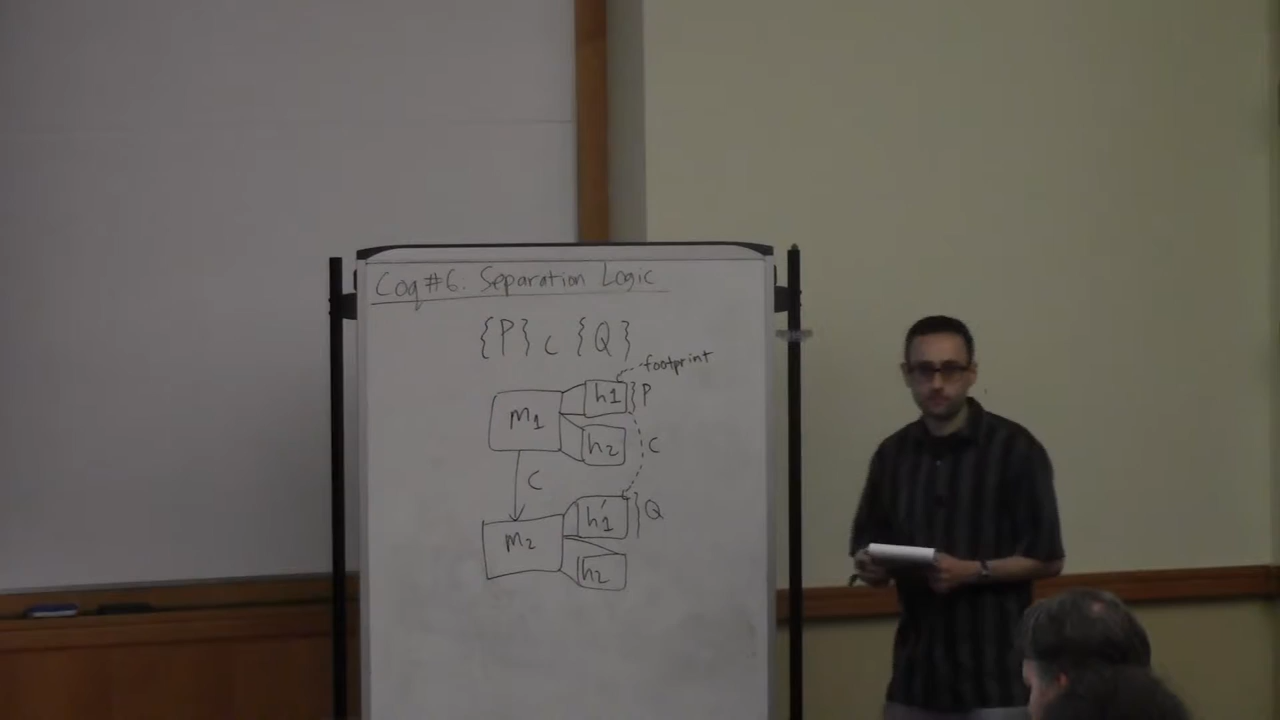 Coq#6. Separation Logic
{P} c {Q}
footprint
m1 h1 } P
h2 c
c
h1' } Q
m2
h2